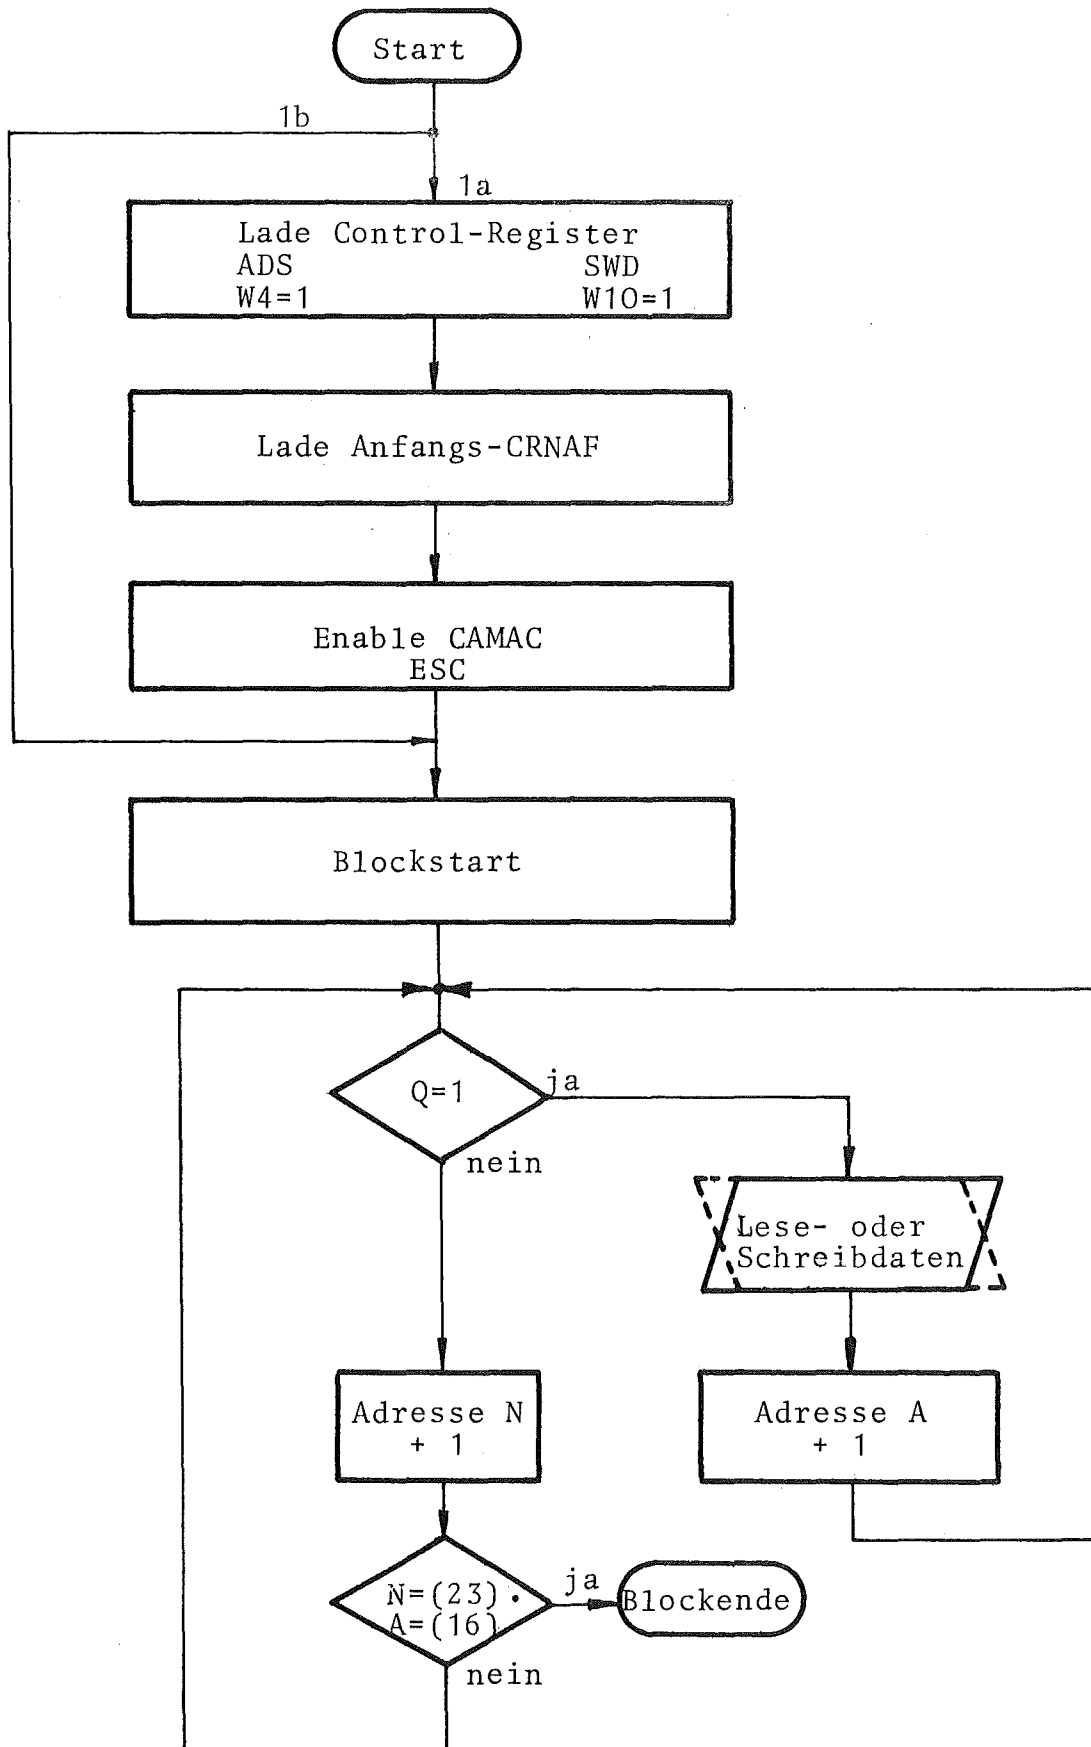 Start
1b
1a
Lade Control-Register
ADS SWD
W4=1 W10=1
Lade Anfangs-CRNAF
Enable CAMAC
ESC
Blockstart
Q=1
ja
nein
Lese- oder
Schreibdaten
Adresse N
+ 1
Adresse A
+ 1
N=(23) •
A=(16)
ja
Blockende
nein